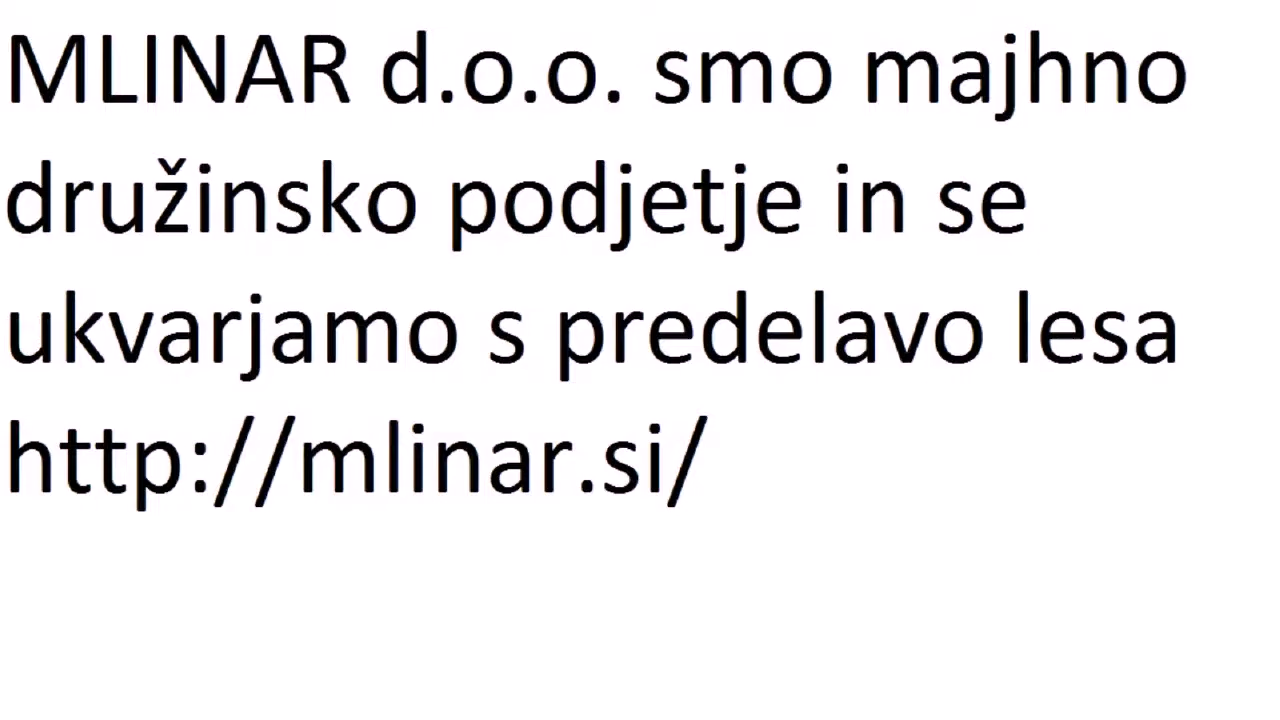 MLINAR d.o.o. smo majhno
družinsko podjetje in se
ukvarjamo s predelavo lesa
http://mlinar.si/